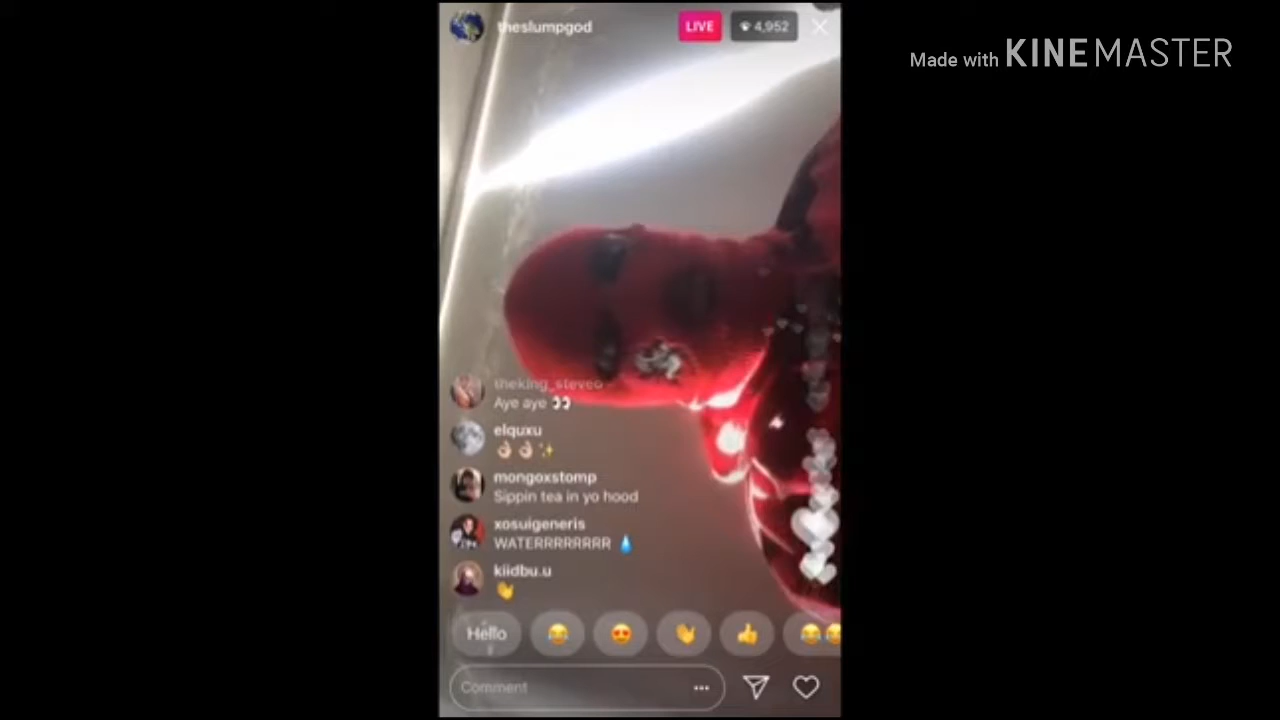 theslumpgod LIVE 4,952
Made with KINEMASTER
theking_steveo
Aye aye 👀
elquxu
👌🏻👌🏻✨
mongoxstomp
Sippin tea in yo hood
xosuigeneris
WATERRRRRRRR 💧
kiidbu.u
👏
Hello 😂 😍 👏 👍 😂😂
Comment